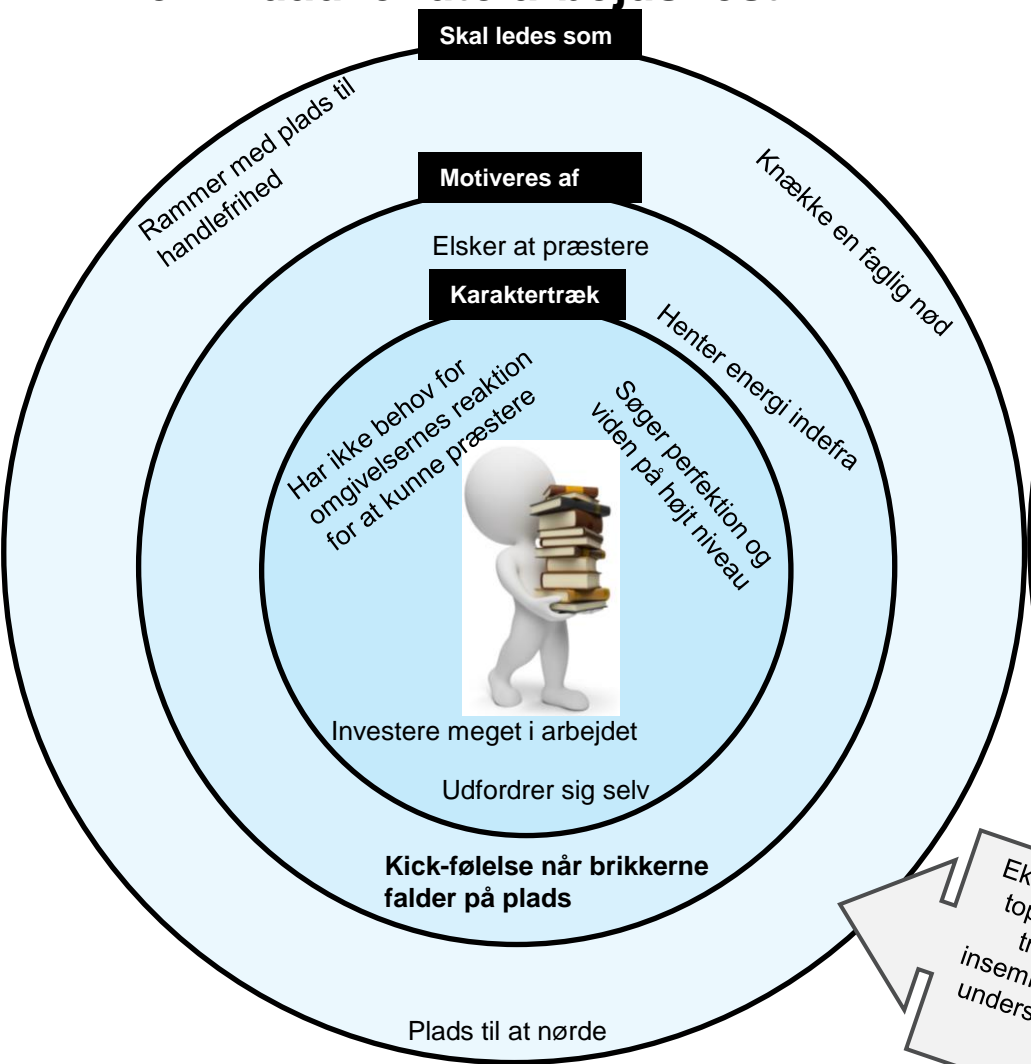 Skal ledes som
Rammer med plads til
handlefrihed
Knække en faglig nød
Motiveres af
Elsker at præstere
Henter energi indefra
Karaktertræk
Har ikke behov for
omgivelsernes reaktion
for at kunne præstere
Søger perfektion og
viden på højt niveau
Investere meget i arbejdet
Udfordrer sig selv
Kick-følelse når brikkerne
falder på plads
Plads til at nørde